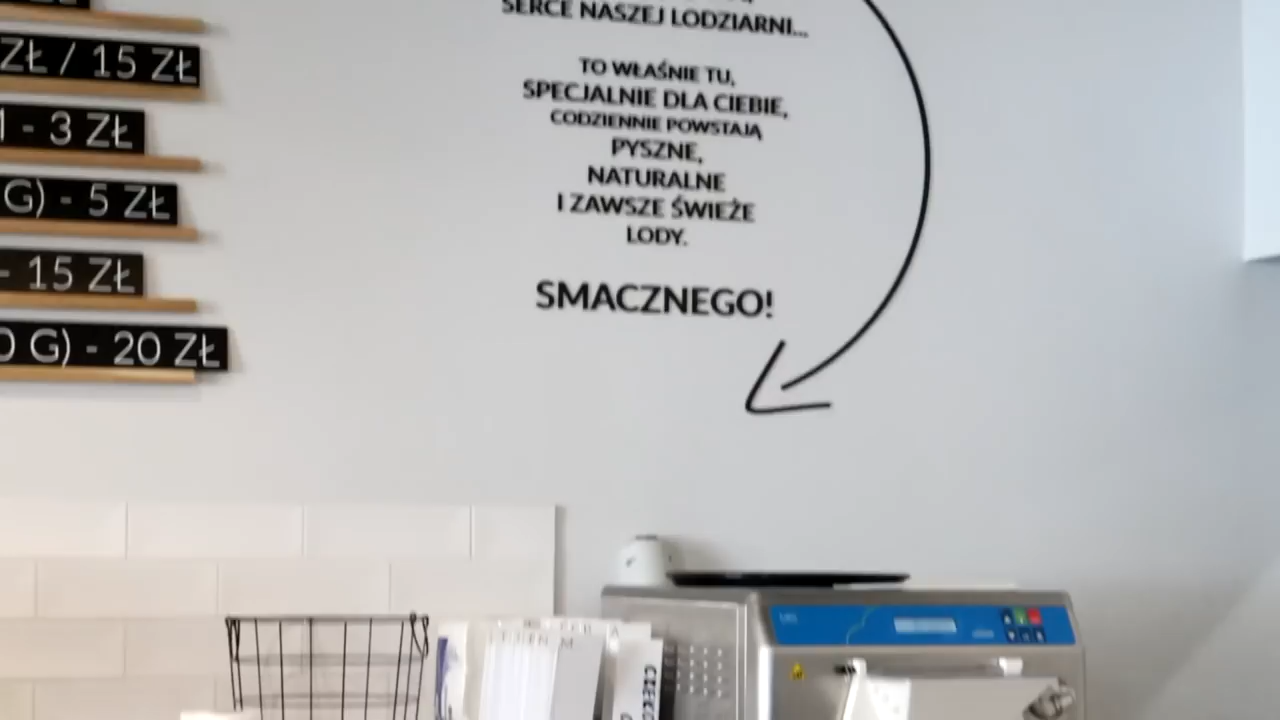 ZŁ / 15 ZŁ
- 3 ZŁ
G) - 5 ZŁ
- 15 ZŁ
G) - 20 ZŁ
SERCE NASZEJ LODZIARNI...
TO WŁAŚNIE TU,
SPECJALNIE DLA CIEBIE,
CODZIENNIE POWSTAJĄ
PYSZNE,
NATURALNE
I ZAWSZE ŚWIEŻE
LODY.
SMACZNEGO!